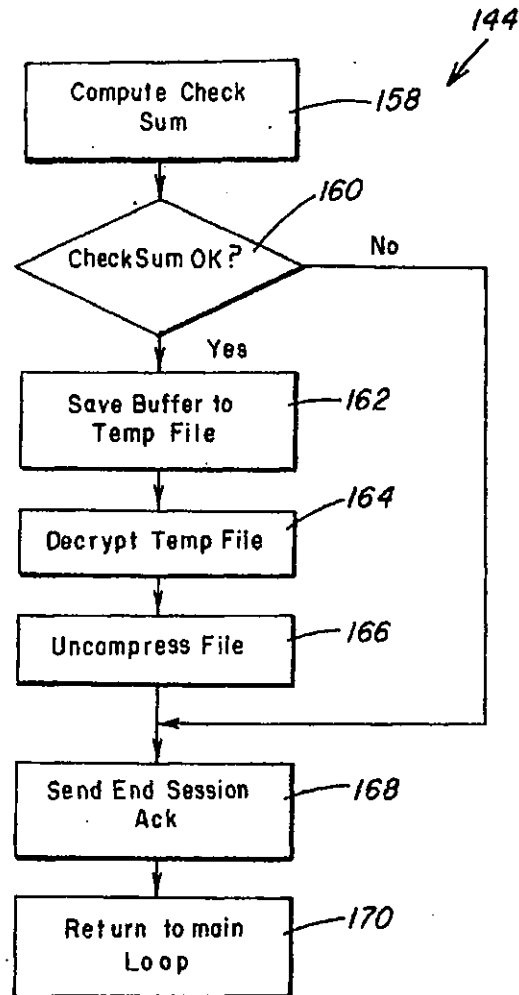 144
Compute Check
Sum
158
160
CheckSum OK?
No
Yes
Save Buffer to
Temp File
162
164
Decrypt Temp File
Uncompress File
166
Send End Session
Ack
168
Return to main
Loop
170